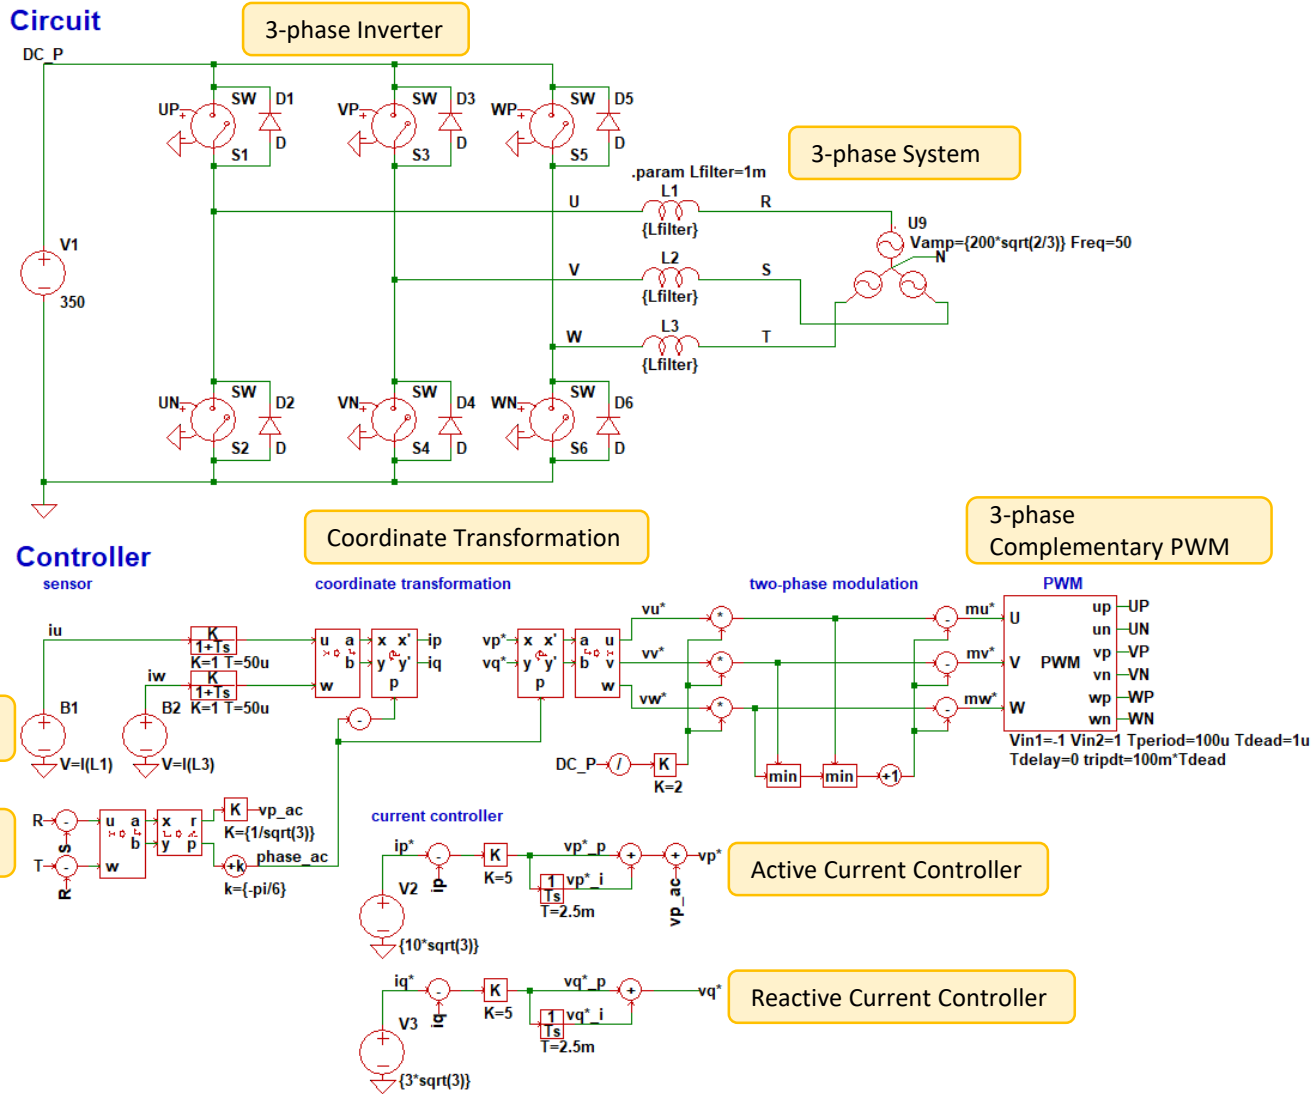 Circuit
3-phase Inverter
DC_P
UP
SW
D1
D
S1
VP
SW
D3
D
S3
WP
SW
D5
D
S5
3-phase System
.param Lfilter=1m
U
L1
{Lfilter}
R
U9
Vamp={200*sqrt(2/3)} Freq=50
N
V1
350
V
L2
{Lfilter}
S
W
L3
{Lfilter}
T
UN
SW
D2
D
S2
VN
SW
D4
D
S4
WN
SW
D6
D
S6
Coordinate Transformation
3-phase
Complementary PWM
Controller
sensor
coordinate transformation
two-phase modulation
PWM
iu
K
1+Ts
K=1 T=50u
iw
K
1+Ts
K=1 T=50u
B1
V=I(L1)
B2
V=I(L3)
u a
b
w
x x'
y y'
p
ip
iq
-
vp*
vq*
x x'
y y'
p
a u
b v
w
vu*
vv*
vw*
*
*
*
DC_P
/
K
K=2
min
min
+1
-
-
-
mu*
mv*
mw*
U
V
W
PWM
up
un
vp
vn
wp
wn
UP
UN
VP
VN
WP
WN
Vin1=-1 Vin2=1 Tperiod=100u Tdead=1u
Tdelay=0 tripdt=100m*Tdead
R
-
S
T
-
R
u a
b
w
x r
y p
K
vp_ac
K={1/sqrt(3)}
+k
phase_ac
k={-pi/6}
current controller
ip*
-
ip
K
K=5
vp*_p
1
Ts
vp*_i
T=2.5m
+
+
vp*
vp_ac
V2
{10*sqrt(3)}
Active Current Controller
iq*
-
iq
K
K=5
vq*_p
1
Ts
vq*_i
T=2.5m
+
vq*
V3
{3*sqrt(3)}
Reactive Current Controller